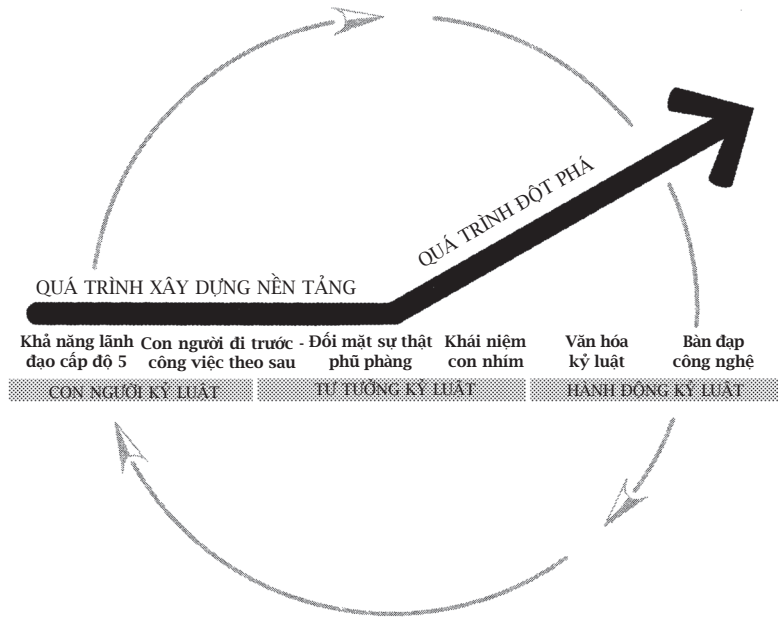 QUÁ TRÌNH ĐỘT PHÁ
QUÁ TRÌNH XÂY DỰNG NỀN TẢNG
Khả năng lãnh
đạo cấp độ 5
Con người đi trước -
công việc theo sau
Đối mặt sự thật
phũ phàng
Khái niệm
con nhím
Văn hóa
kỷ luật
Bàn đạp
công nghệ
CON NGƯỜI KỶ LUẬT
TƯ TƯỞNG KỶ LUẬT
HÀNH ĐỘNG KỶ LUẬT